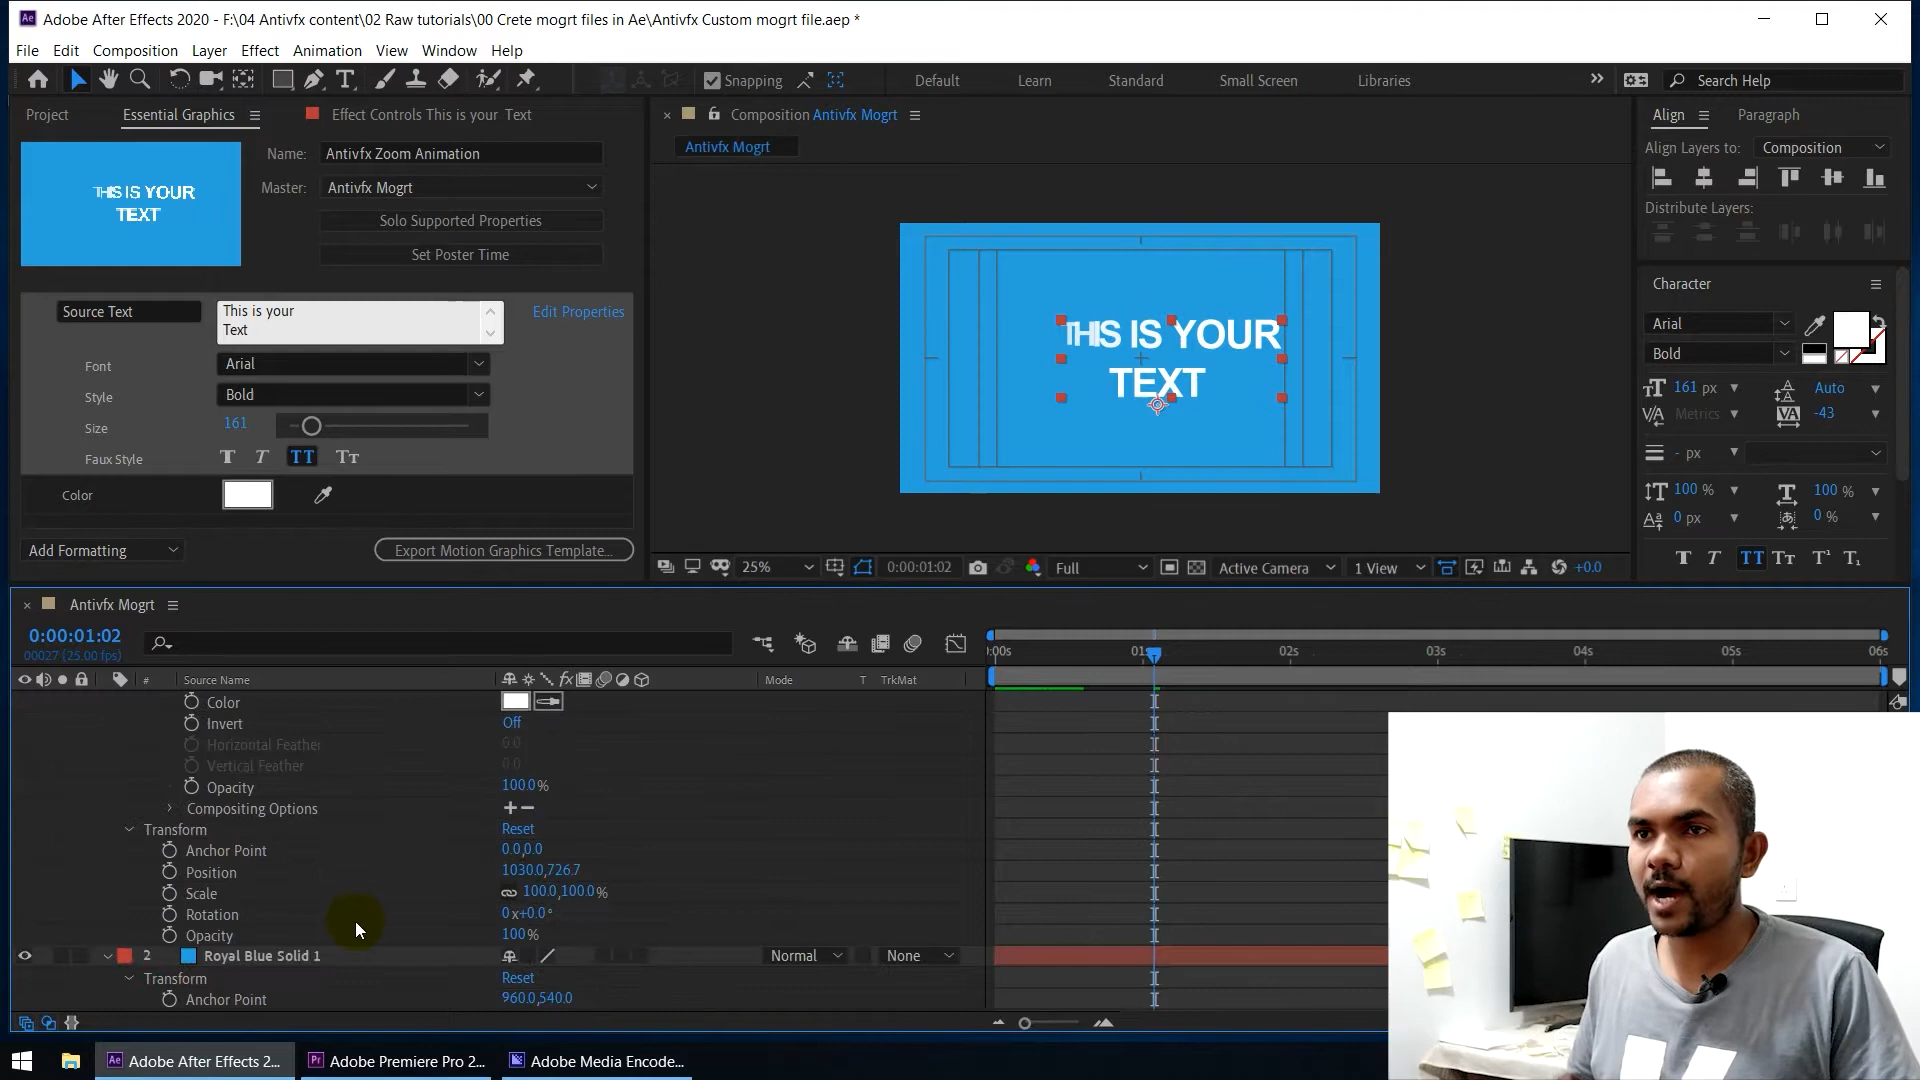 Adobe After Effects 2020 - F:\04 Antivfx content\02 Raw tutorials\00 Crete mogrt files in Ae\Antivfx Custom mogrt file.aep *
File Edit Composition Layer Effect Animation View Window Help
Snapping Default Learn Standard Small Screen Libraries Search Help
Project Essential Graphics Effect Controls This is your Text
Composition Antivfx Mogrt
Align Paragraph
Antivfx Mogrt
Align Layers to: Composition
Distribute Layers:
Name: Antivfx Zoom Animation
Master: Antivfx Mogrt
Solo Supported Properties
Set Poster Time
THIS IS YOUR
TEXT
Source Text
This is your
Text
Edit Properties
Font Arial
Style Bold
Size 161
Faux Style T T TT Tt
Color
Add Formatting
Export Motion Graphics Template...
THIS IS YOUR
TEXT
25% 0:00:01:02 Full Active Camera 1 View +0.0
Character
Arial
Bold
161 px Auto
Metrics -43
- px
100 % 100 %
0 px 0 %
T T TT Tt T¹ T₁
Antivfx Mogrt
0:00:01:02
00027 (25.00 fps)
# Source Name Mode T TrkMat
:00s 01s 02s 03s 04s 05s 06s
Color
Invert Off
Horizontal Feather 0.0
Vertical Feather 0.0
Opacity 100.0%
Compositing Options
Transform Reset
Anchor Point 0.0,0.0
Position 1030.0,726.7
Scale 100.0,100.0%
Rotation 0x+0.0°
Opacity 100%
2 Royal Blue Solid 1 Normal None
Transform Reset
Anchor Point 960.0,540.0
Adobe After Effects 2... Adobe Premiere Pro 2... Adobe Media Encode...